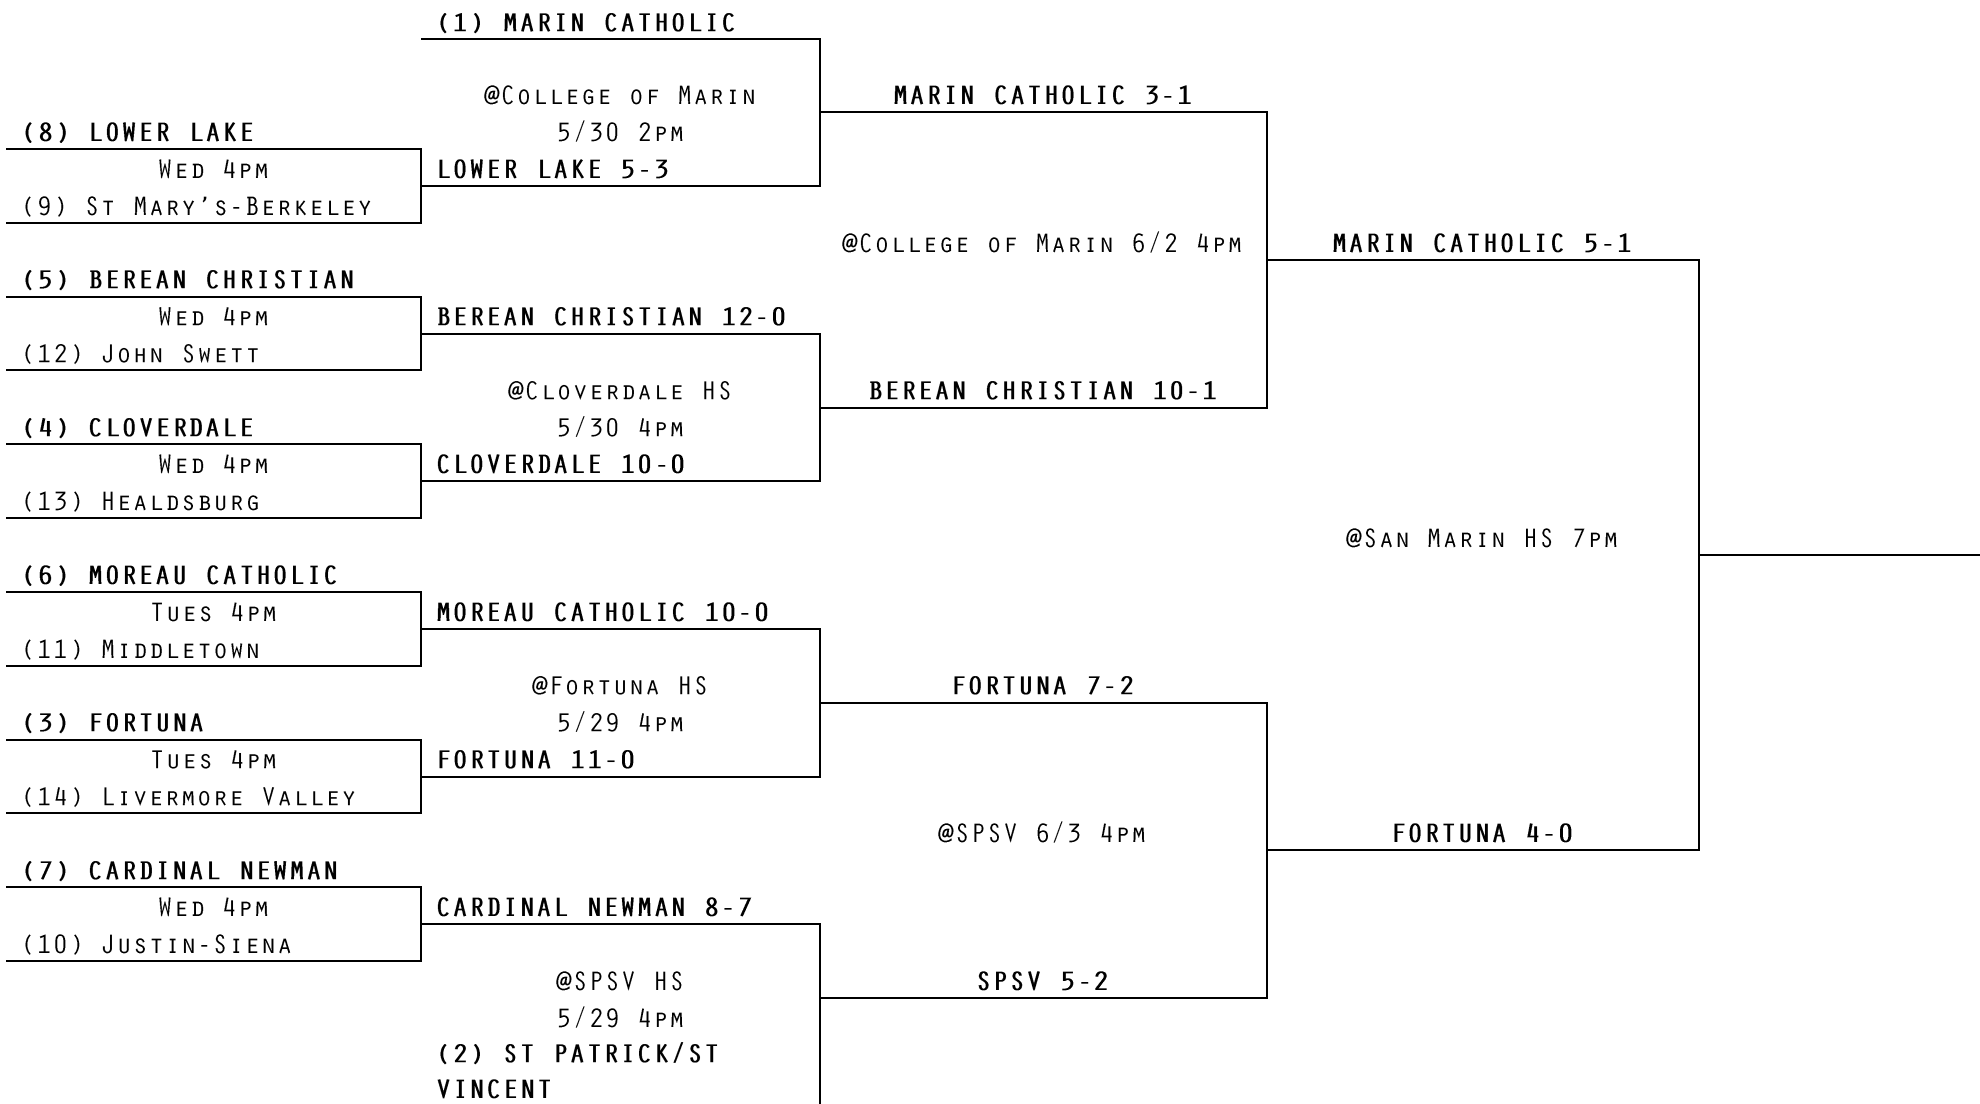 (1) MARIN CATHOLIC
@COLLEGE OF MARIN
5/30 2PM
MARIN CATHOLIC 3-1
(8) LOWER LAKE
WED 4PM
LOWER LAKE 5-3
(9) ST MARY'S-BERKELEY
@COLLEGE OF MARIN 6/2 4PM
MARIN CATHOLIC 5-1
(5) BEREAN CHRISTIAN
WED 4PM
BEREAN CHRISTIAN 12-0
(12) JOHN SWETT
@CLOVERDALE HS
5/30 4PM
BEREAN CHRISTIAN 10-1
(4) CLOVERDALE
WED 4PM
CLOVERDALE 10-0
(13) HEALDSBURG
@SAN MARIN HS 7PM
(6) MOREAU CATHOLIC
TUES 4PM
MOREAU CATHOLIC 10-0
(11) MIDDLETOWN
@FORTUNA HS
5/29 4PM
FORTUNA 7-2
(3) FORTUNA
TUES 4PM
FORTUNA 11-0
(14) LIVERMORE VALLEY
@SPSV 6/3 4PM
FORTUNA 4-0
(7) CARDINAL NEWMAN
WED 4PM
CARDINAL NEWMAN 8-7
(10) JUSTIN-SIENA
@SPSV HS
5/29 4PM
SPSV 5-2
(2) ST PATRICK/ST
VINCENT